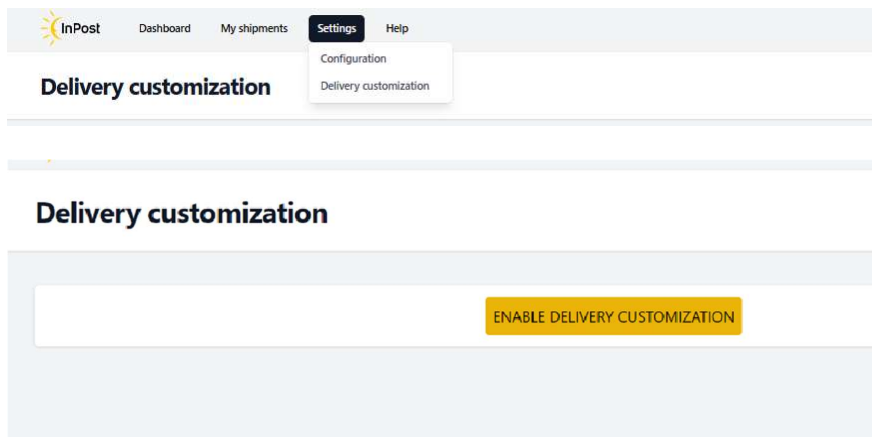 InPost Dashboard My shipments Settings Help
Configuration
Delivery customization
Delivery customization
Delivery customization
ENABLE DELIVERY CUSTOMIZATION